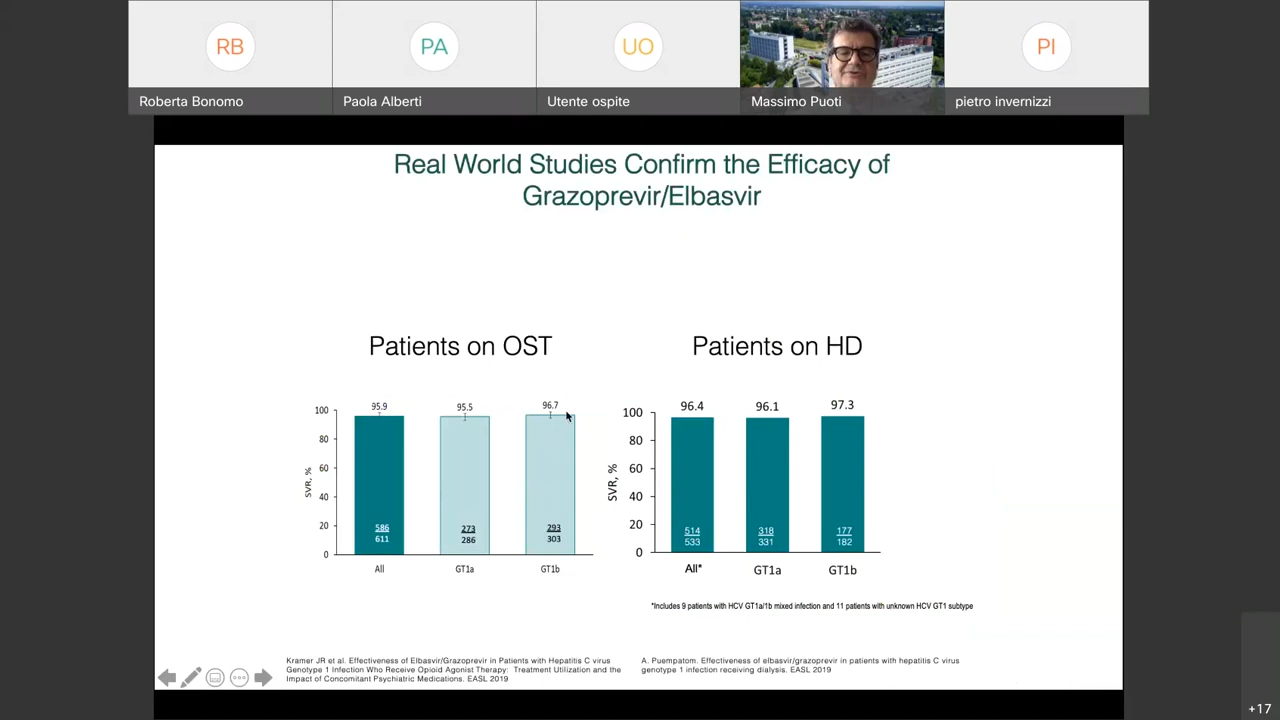 RB
PA
UO
PI
Roberta Bonomo
Paola Alberti
Utente ospite
Massimo Puoti
pietro invernizzi
Real World Studies Confirm the Efficacy of
Grazoprevir/Elbasvir
Patients on OST
Patients on HD
95.9
95.5
96.7
100
80
60
40
20
0
SVR, %
586
611
273
286
293
303
All
GT1a
GT1b
96.4
96.1
97.3
100
80
60
40
20
0
SVR, %
514
533
318
331
177
182
All*
GT1a
GT1b
*Includes 9 patients with HCV GT1a/1b mixed infection and 11 patients with unknown HCV GT1 subtype
Kramer JR et al. Effectiveness of Elbasvir/Grazoprevir in Patients with Hepatitis C virus
Genotype 1 Infection Who Receive Opioid Agonist Therapy: Treatment Utilization and the
Impact of Concomitant Psychiatric Medications. EASL 2019
A. Puempatom. Effectiveness of elbasvir/grazoprevir in patients with hepatitis C virus
genotype 1 infection receiving dialysis. EASL 2019
+17